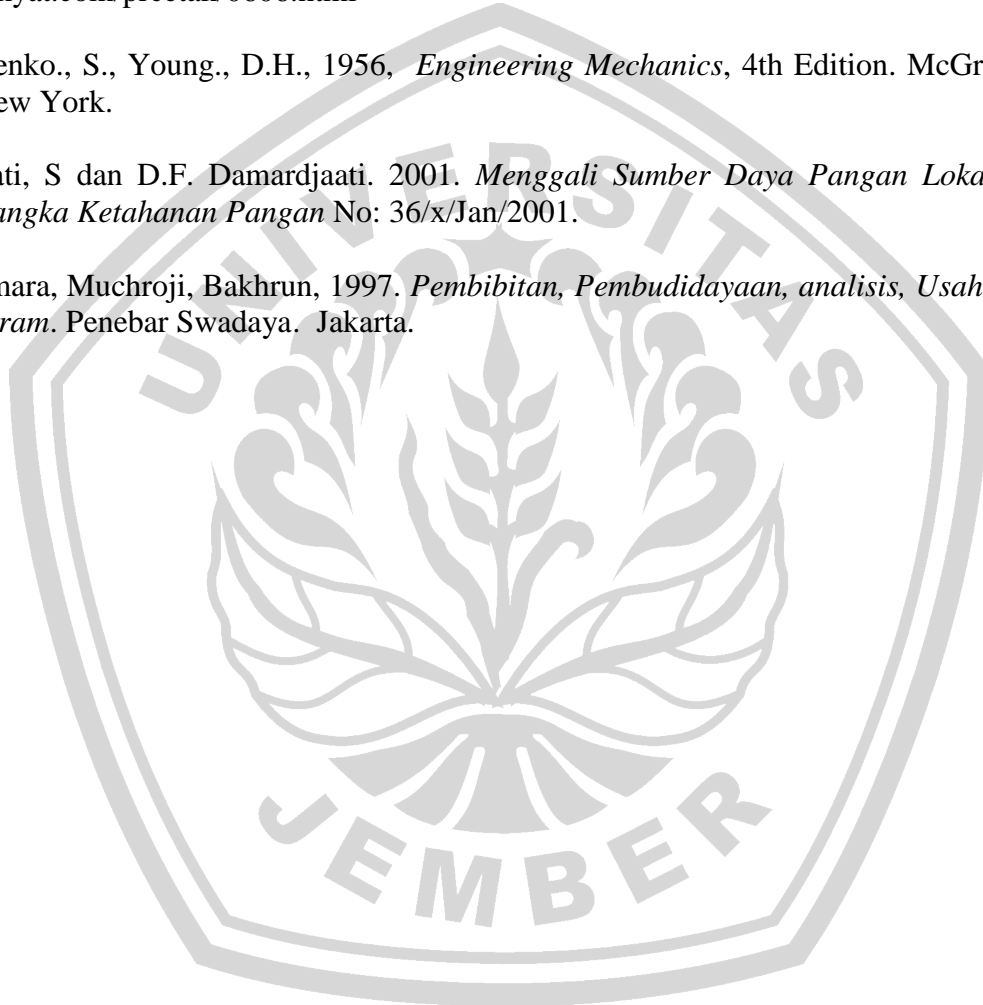 enko., S., Young., D.H., 1956, Engineering Mechanics, 4th Edition. McGr
ew York.
ati, S dan D.F. Damardjaati. 2001. Menggali Sumber Daya Pangan Loka
angka Ketahanan Pangan No: 36/x/Jan/2001.
mara, Muchroji, Bakhrun, 1997. Pembibitan, Pembudidayaan, analisis, Usah
ram. Penebar Swadaya. Jakarta.
UNIVERSITAS
JEMBER